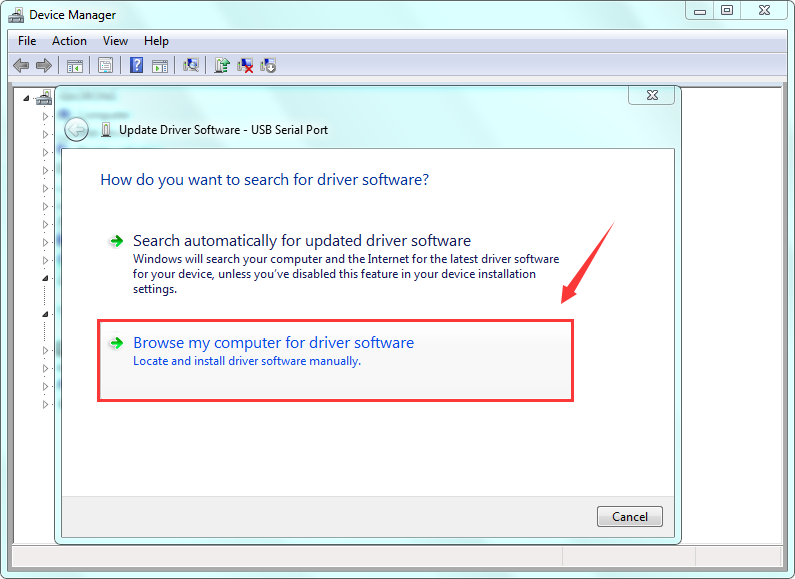 Device Manager
File Action View Help
Update Driver Software - USB Serial Port
How do you want to search for driver software?
Search automatically for updated driver software
Windows will search your computer and the Internet for the latest driver software
for your device, unless you've disabled this feature in your device installation
settings.
Browse my computer for driver software
Locate and install driver software manually.
Cancel